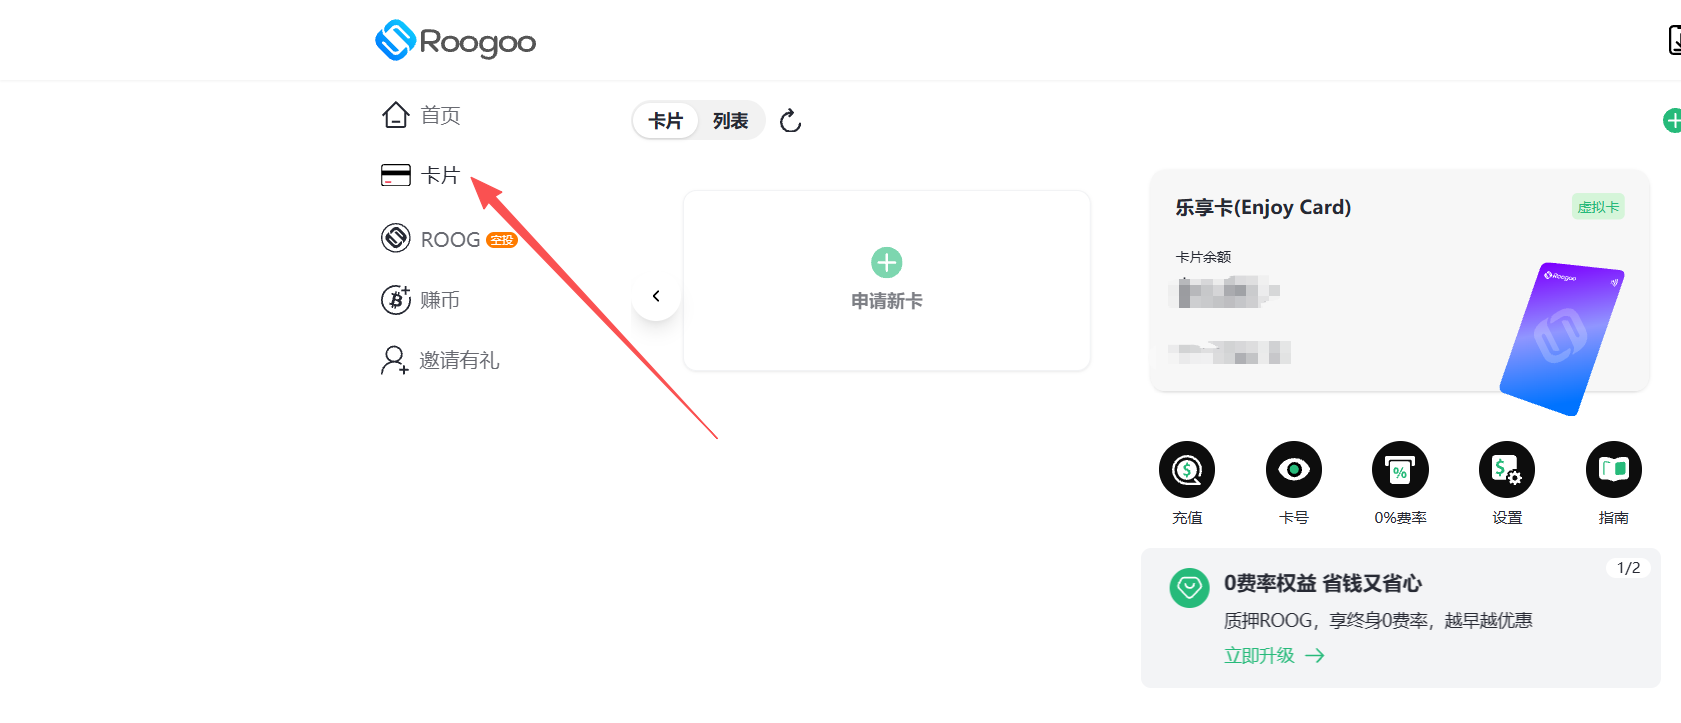 Roogoo
首页
卡片
ROOG 空投
赚币
邀请有礼
卡片 列表
申请新卡
乐享卡(Enjoy Card)
虚拟卡
卡片余额
Roogoo
充值
卡号
0%费率
设置
指南
1/2
0费率权益 省钱又省心
质押ROOG，享终身0费率，越早越优惠
立即升级